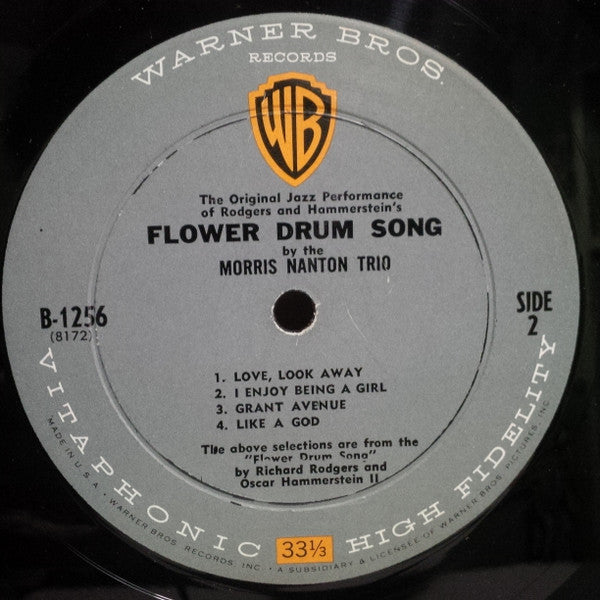 WARNER BROS.
RECORDS
WB
The Original Jazz Performance
of Rodgers and Hammerstein's
FLOWER DRUM SONG
by the
MORRIS NANTON TRIO
B-1256
(8172)
SIDE
2
1. LOVE, LOOK AWAY
2. I ENJOY BEING A GIRL
3. GRANT AVENUE
4. LIKE A GOD
The above selections are from the
"Flower Drum Song"
by Richard Rodgers and
Oscar Hammerstein II
VITAPHONIC HIGH FIDELITY
33⅓
MADE IN U.S.A. • WARNER BROS. RECORDS, INC. • A SUBSIDIARY & LICENSEE OF WARNER BROS. PICTURES, INC.